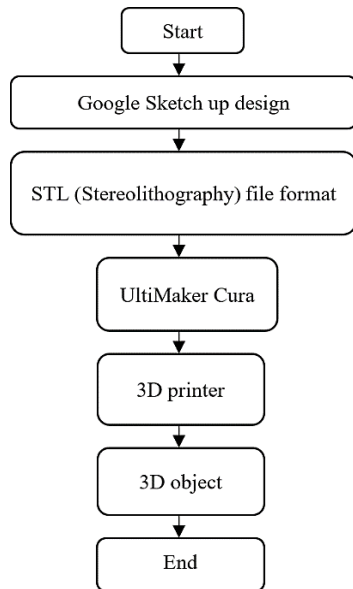 Start
Google Sketch up design
STL (Stereolithography) file format
UltiMaker Cura
3D printer
3D object
End